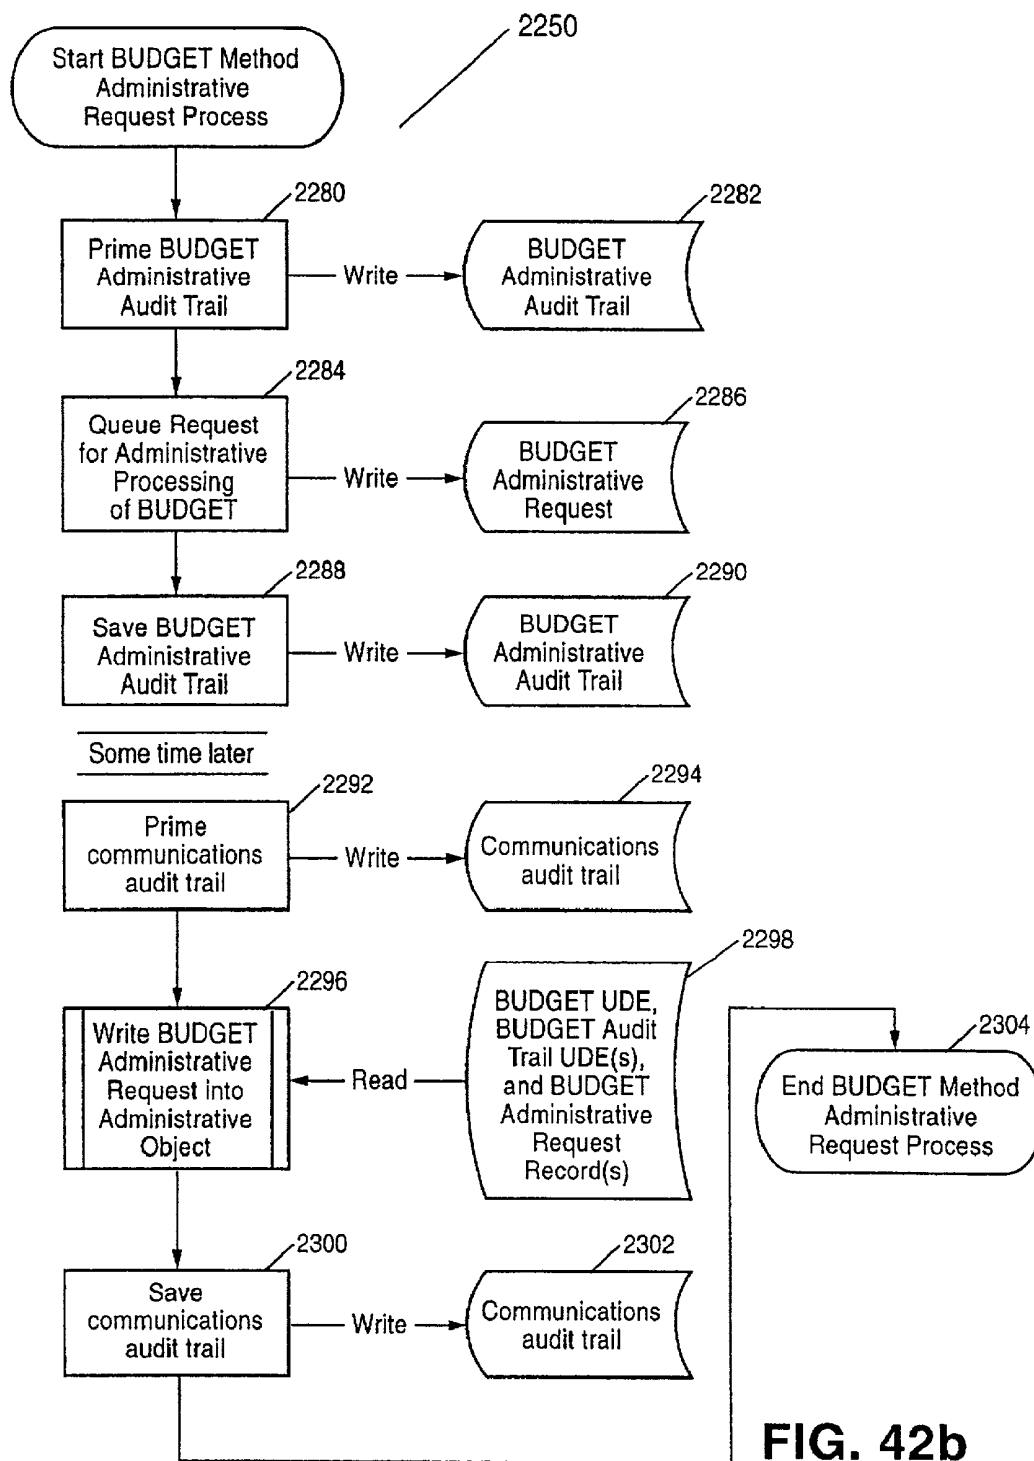 2250
Start BUDGET Method
Administrative
Request Process
2280
Prime BUDGET
Administrative
Audit Trail
Write
2282
BUDGET
Administrative
Audit Trail
2284
Queue Request
for Administrative
Processing
of BUDGET
Write
2286
BUDGET
Administrative
Request
2288
Save BUDGET
Administrative
Audit Trail
Write
2290
BUDGET
Administrative
Audit Trail
Some time later
2292
Prime
communications
audit trail
Write
2294
Communications
audit trail
2296
Write BUDGET
Administrative
Request into
Administrative
Object
Read
2298
BUDGET UDE,
BUDGET Audit
Trail UDE(s),
and BUDGET
Administrative
Request
Record(s)
2300
Save
communications
audit trail
Write
2302
Communications
audit trail
2304
End BUDGET Method
Administrative
Request Process
FIG. 42b